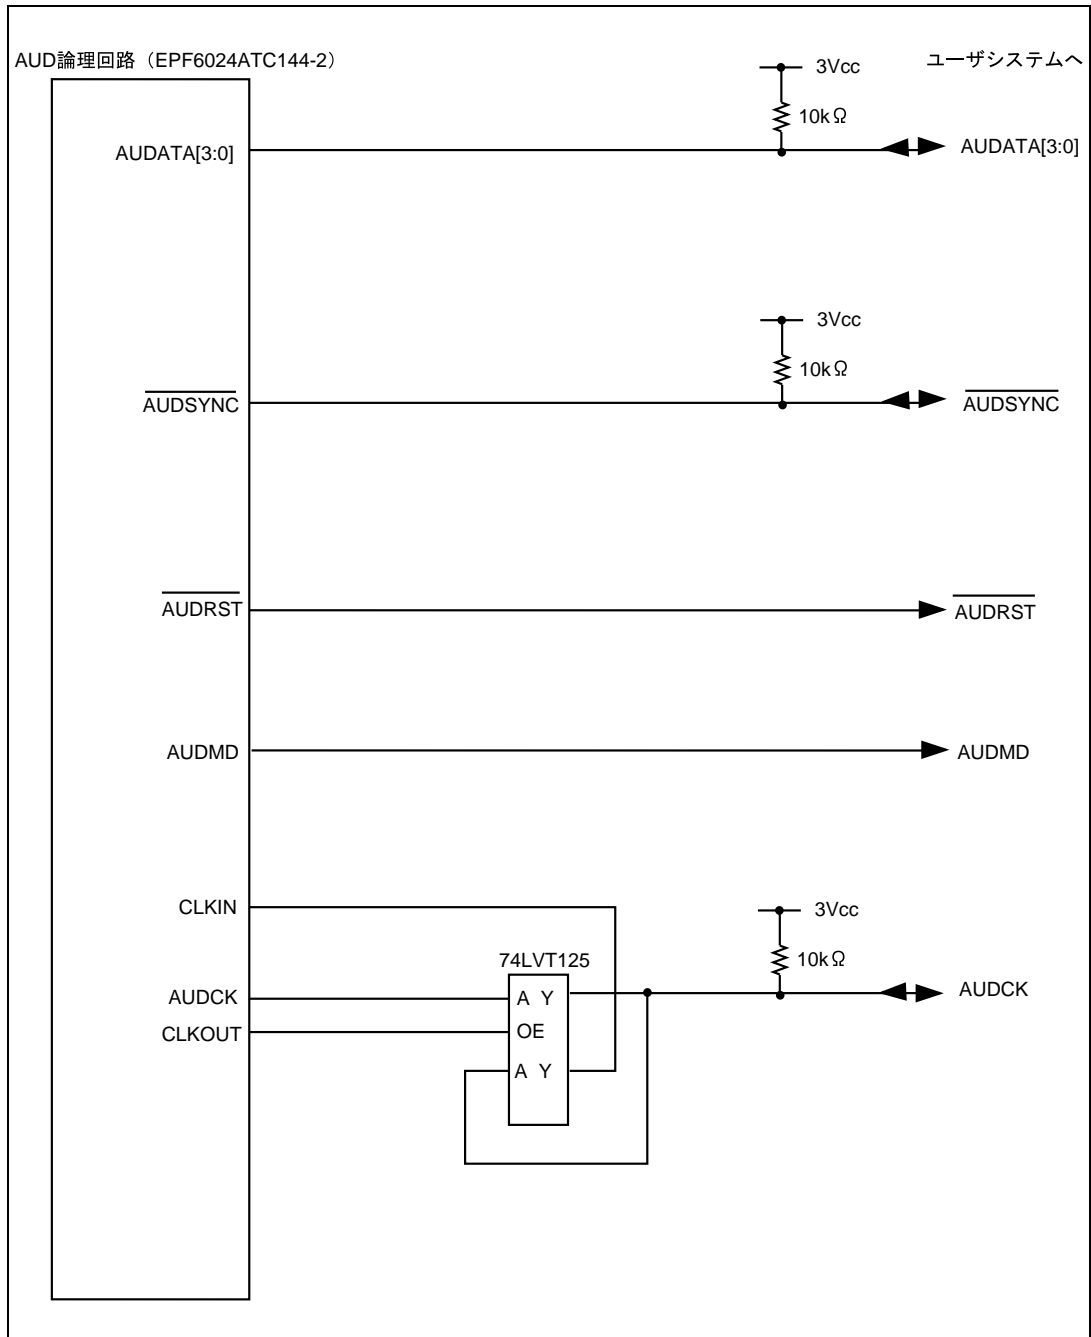 AUD論理回路（EPF6024ATC144-2）
ユーザシステムへ
3Vcc
10kΩ
AUDATA[3:0]
AUDATA[3:0]
3Vcc
10kΩ
AUDSYNC
AUDSYNC
AUDRST
AUDRST
AUDMD
AUDMD
CLKIN
3Vcc
74LVT125
10kΩ
AUDCK
A Y
AUDCK
CLKOUT
OE
A Y